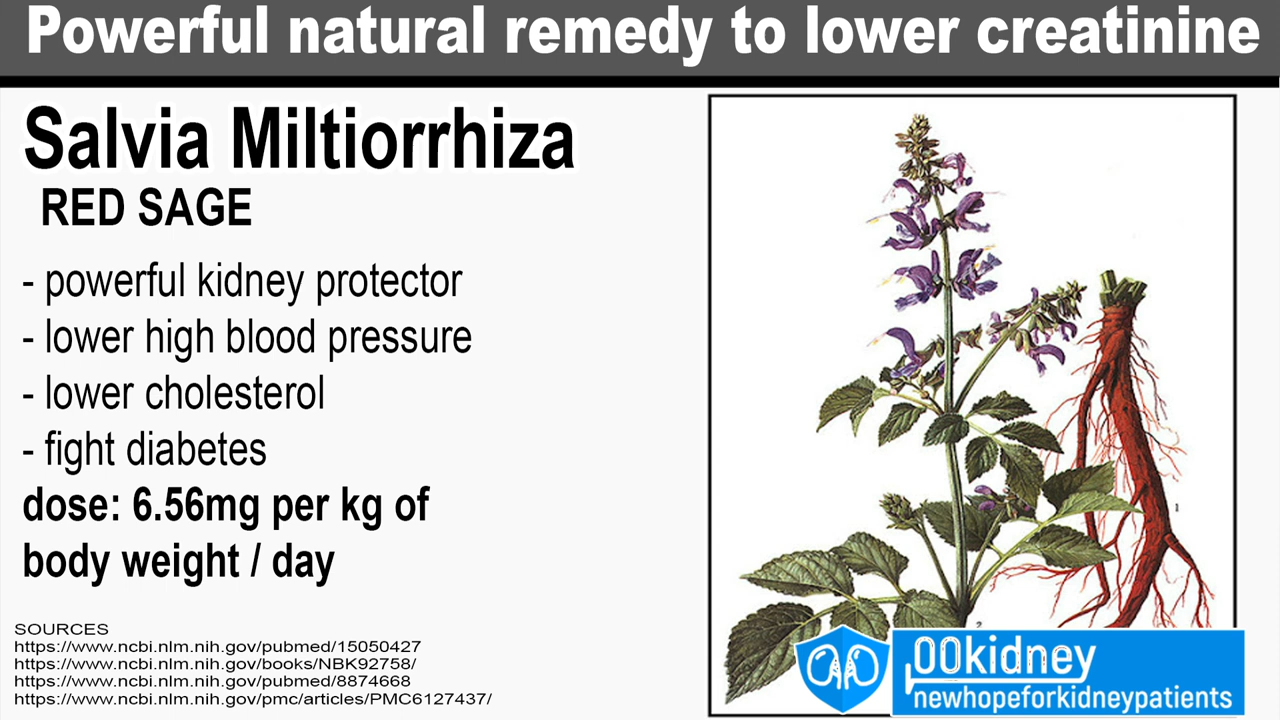 Powerful natural remedy to lower creatinine
Salvia Miltiorrhiza
RED SAGE
- powerful kidney protector
- lower high blood pressure
- lower cholesterol
- fight diabetes
dose: 6.56mg per kg of
body weight / day
SOURCES
https://www.ncbi.nlm.nih.gov/pubmed/15050427
https://www.ncbi.nlm.nih.gov/books/NBK92758/
https://www.ncbi.nlm.nih.gov/pubmed/8874668
https://www.ncbi.nlm.nih.gov/pmc/articles/PMC6127437/
1
2
00kidney
newhopeforkidneypatients